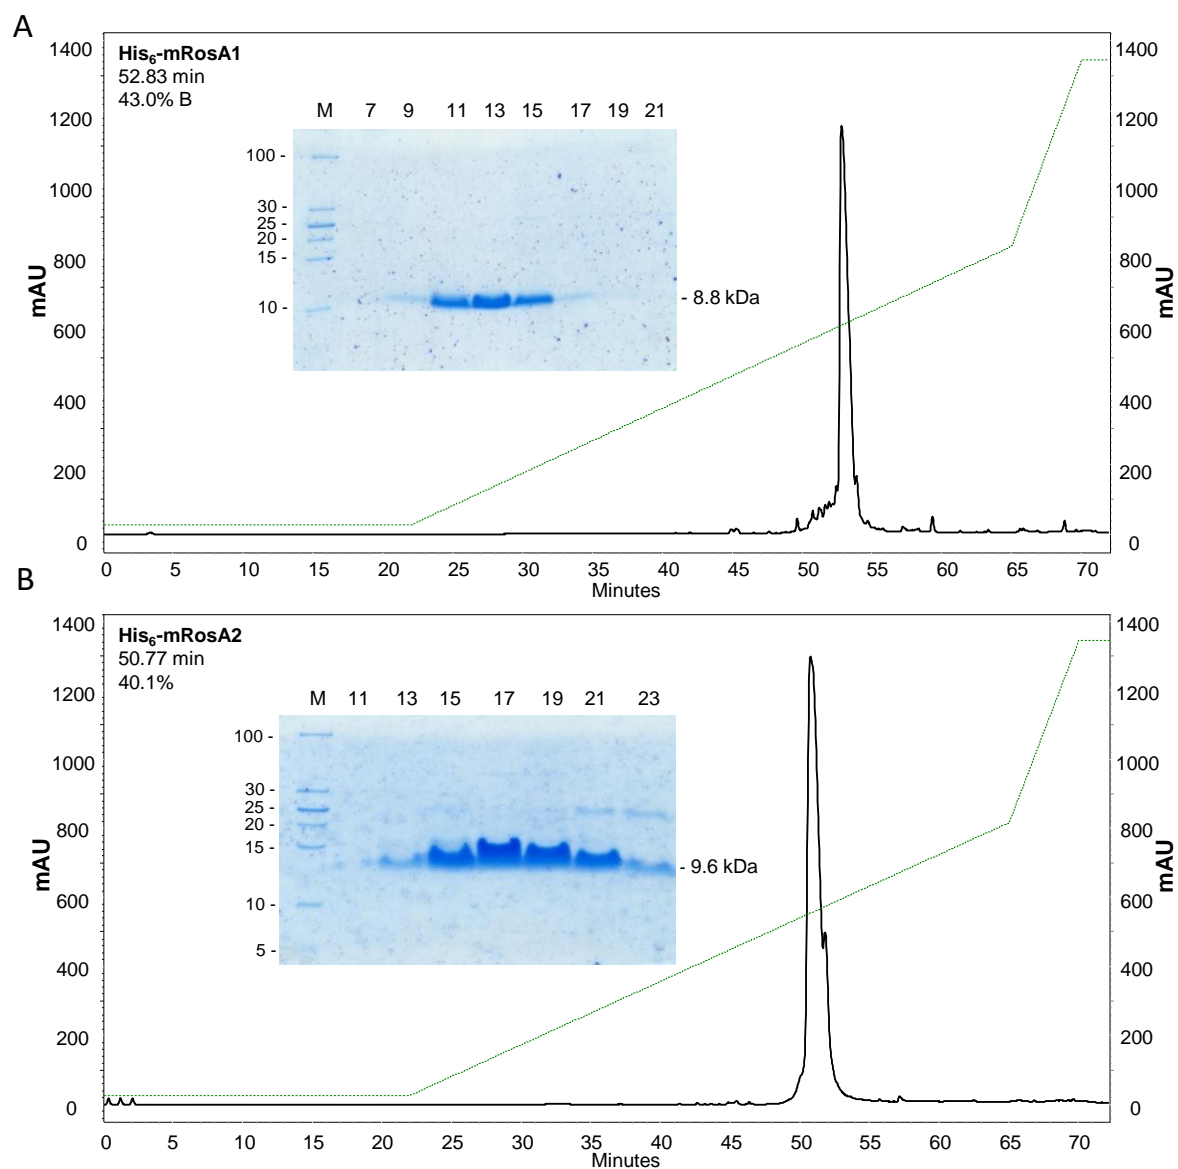 A
His₆-mRosA1
52.83 min
43.0% B
M 7 9 11 13 15 17 19 21
100 -
30 -
25 -
20 -
15 -
10 -
- 8.8 kDa
1400
1200
1000
800
600
400
200
0
mAU
1400
1200
1000
800
600
400
200
0
mAU
0 5 10 15 20 25 30 35 40 45 50 55 60 65 70
Minutes
B
His₆-mRosA2
50.77 min
40.1%
M 11 13 15 17 19 21 23
100 -
30 -
25 -
20 -
15 -
10 -
5 -
- 9.6 kDa
1400
1200
1000
800
600
400
200
0
mAU
1400
1200
1000
800
600
400
200
0
mAU
0 5 10 15 20 25 30 35 40 45 50 55 60 65 70
Minutes